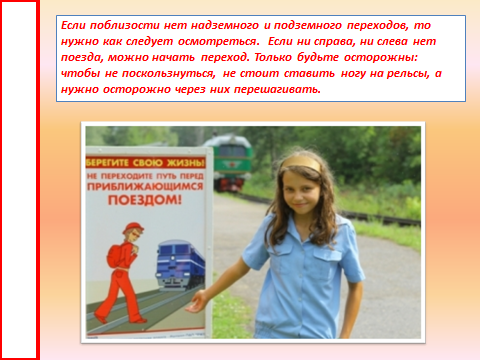 Если поблизости нет надземного и подземного переходов, то
нужно как следует осмотреться. Если ни справа, ни слева нет
поезда, можно начать переход. Только будьте осторожны:
чтобы не поскользнуться, не стоит ставить ногу на рельсы, а
нужно осторожно через них перешагивать.
БЕРЕГИТЕ СВОЮ ЖИЗНЬ!
НЕ ПЕРЕХОДИТЕ ПУТЬ ПЕРЕД
ПРИБЛИЖАЮЩИМСЯ
ПОЕЗДОМ!